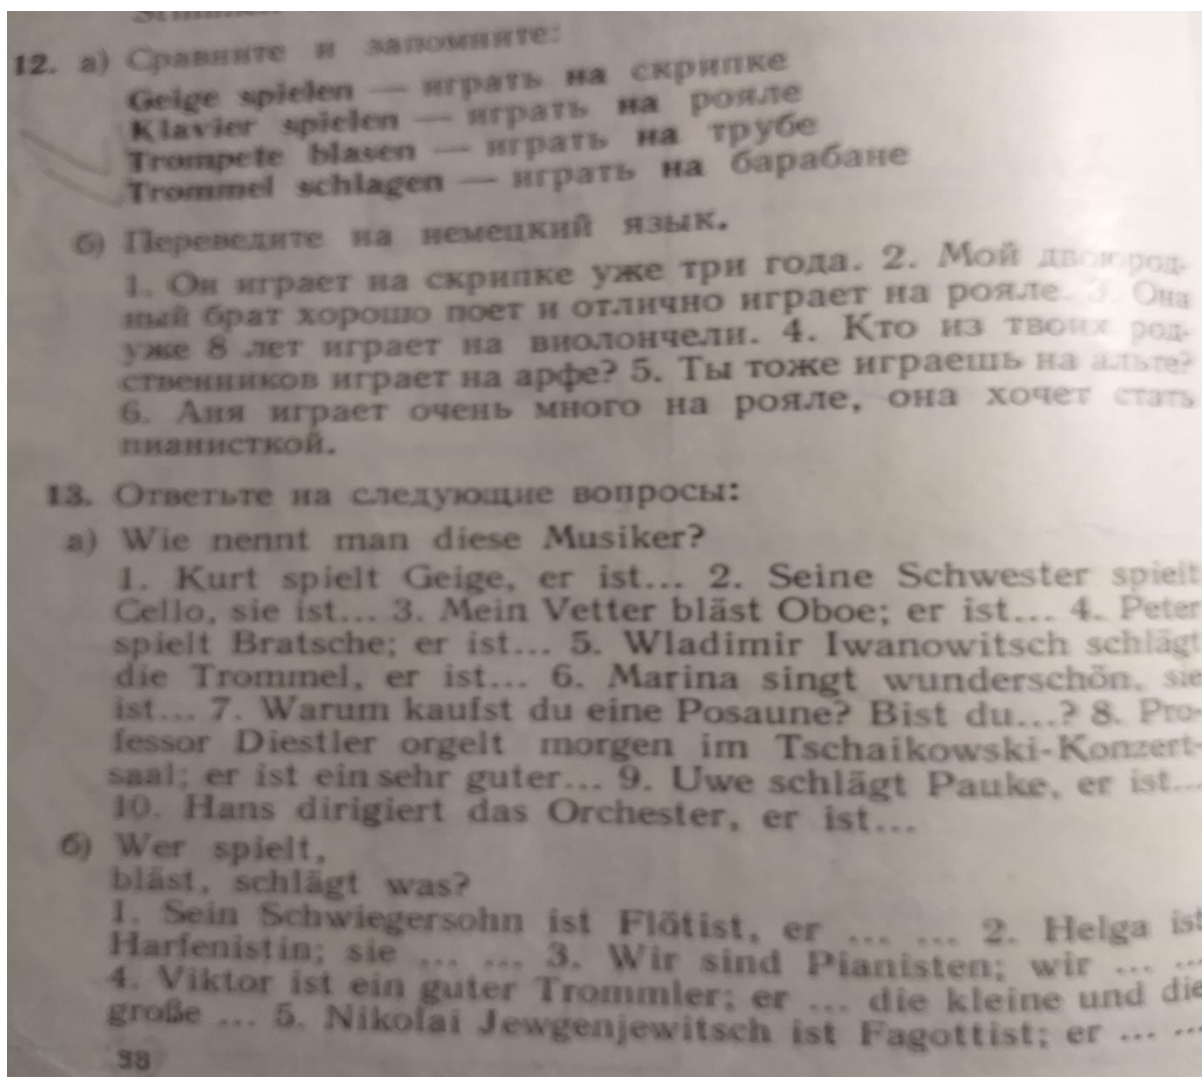 12. а) Сравните и запомните:
Geige spielen — играть на скрипке
Klavier spielen — играть на рояле
Trompete blasen — играть на трубе
Trommel schlagen — играть на барабане
б) Переведите на немецкий язык.
1. Он играет на скрипке уже три года. 2. Мой двоюрод-
ный брат хорошо поет и отлично играет на рояле. 3. Она
уже 8 лет играет на виолончели. 4. Кто из твоих род-
ственников играет на арфе? 5. Ты тоже играешь на альте?
6. Аня играет очень много на рояле, она хочет стать
пианисткой.
13. Ответьте на следующие вопросы:
а) Wie nennt man diese Musiker?
1. Kurt spielt Geige, er ist... 2. Seine Schwester spielt
Cello, sie ist... 3. Mein Vetter bläst Oboe; er ist... 4. Peter
spielt Bratsche; er ist... 5. Wladimir Iwanowitsch schlägt
die Trommel, er ist... 6. Marina singt wunderschön, sie
ist... 7. Warum kaufst du eine Posaune? Bist du...? 8. Pro-
fessor Diestler orgelt morgen im Tschaikowski-Konzert-
saal; er ist ein sehr guter... 9. Uwe schlägt Pauke, er ist...
10. Hans dirigiert das Orchester, er ist...
б) Wer spielt,
bläst, schlägt was?
1. Sein Schwiegersohn ist Flötist, er ... ... 2. Helga ist
Harfenistin; sie ... ... 3. Wir sind Pianisten; wir ... ...
4. Viktor ist ein guter Trommler; er ... die kleine und die
große ... 5. Nikolai Jewgenjewitsch ist Fagottist; er ... ...
38